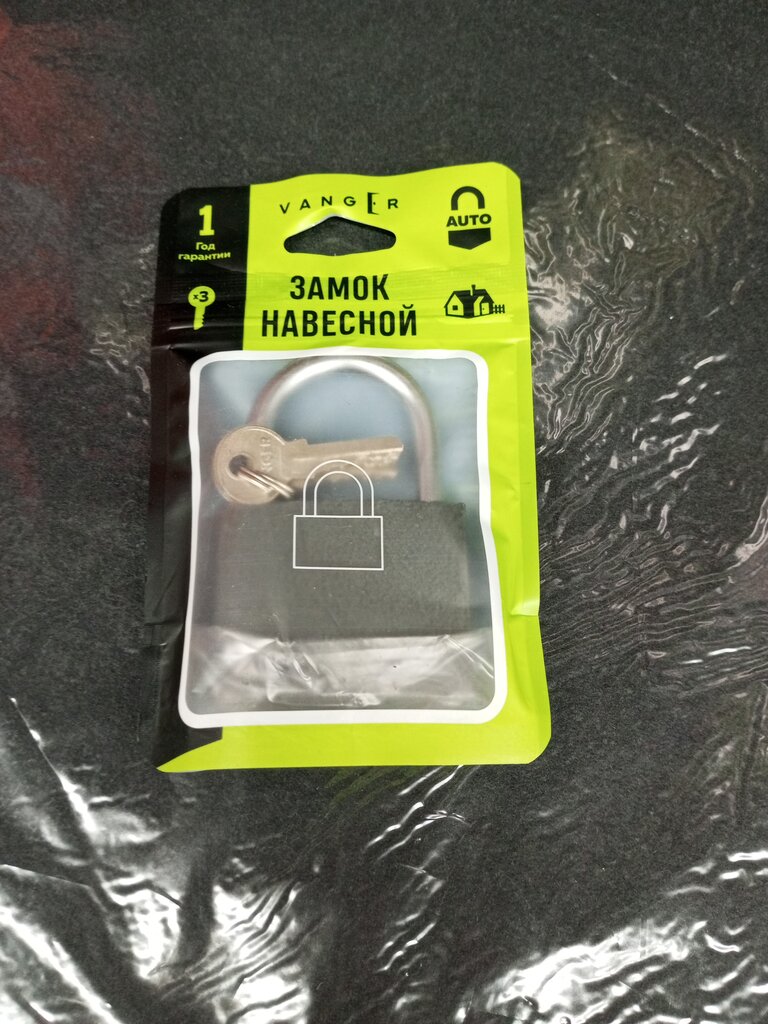 VANGER
1
Год
гарантии
AUTO
x3
ЗАМОК
НАВЕСНОЙ